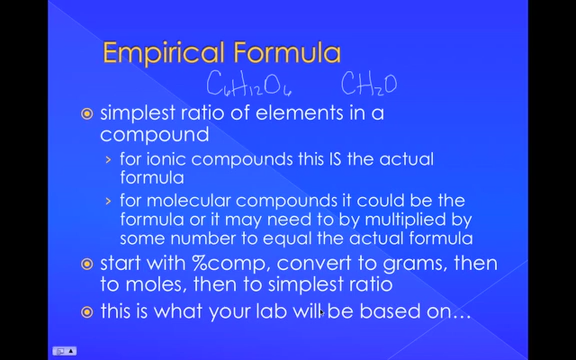 Empirical Formula
C₆H₁₂O₆ CH₂O
simplest ratio of elements in a
compound
for ionic compounds this IS the actual
formula
for molecular compounds it could be the
formula or it may need to by multiplied by
some number to equal the actual formula
start with %comp, convert to grams, then
to moles, then to simplest ratio
this is what your lab will be based on…